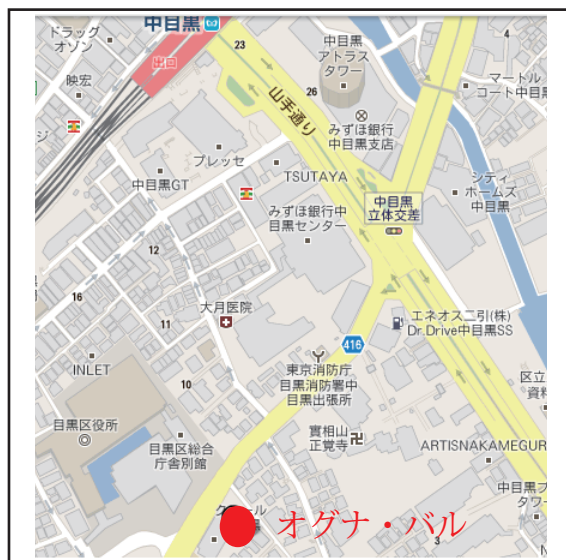 ドラッグ
オゾン
中目黒
出口
映宏
23
山手通り
中目黒
アトラス
タワー
26
みずほ銀行
中目黒支店
4
マートル
コート中目黒
プレッセ
中目黒GT
TSUTAYA
シティ
ホームズ
中目黒
中目黒
立体交差
みずほ銀行中
目黒センター
12
16
11
大月医院
エネオス二引(株)
Dr.Drive中目黒SS
416
東京消防庁
目黒消防署中
目黒出張所
INLET
10
區立
資料
目黒区役所
目黒区総合
庁舎別館
實相山
正覚寺
ARTISNAKAMEGUR
中目黒
タワー
オグナ・バル